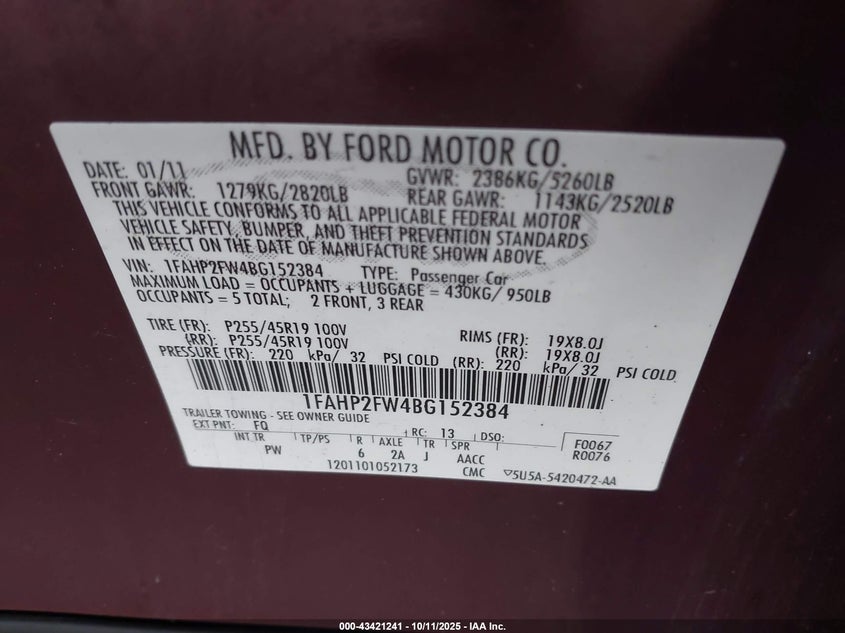 MFD. BY FORD MOTOR CO.
DATE: 01/11 GVWR: 2386KG/5260LB
FRONT GAWR: 1279KG/2820LB REAR GAWR: 1143KG/2520LB
THIS VEHICLE CONFORMS TO ALL APPLICABLE FEDERAL MOTOR
VEHICLE SAFETY, BUMPER, AND THEFT PREVENTION STANDARDS
IN EFFECT ON THE DATE OF MANUFACTURE SHOWN ABOVE.
VIN: 1FAHP2FW4BG152384 TYPE: Passenger Car
MAXIMUM LOAD = OCCUPANTS + LUGGAGE = 430KG/ 950LB
OCCUPANTS = 5 TOTAL; 2 FRONT, 3 REAR
TIRE (FR): P255/45R19 100V RIMS (FR): 19X8.0J
(RR): P255/45R19 100V (RR): 19X8.0J
PRESSURE (FR): 220 kPa/ 32 PSI COLD (RR): 220 kPa/ 32 PSI COLD
1FAHP2FW4BG152384
TRAILER TOWING - SEE OWNER GUIDE
EXT PNT: FQ RC: 13 DSO: F0067
INT TR TP/PS R AXLE TR SPR R0076
PW 6 2A J AACC
1201101052173 CMC ▽5U5A-5420472-AA
000-43421241 - 10/11/2025 - IAA Inc.